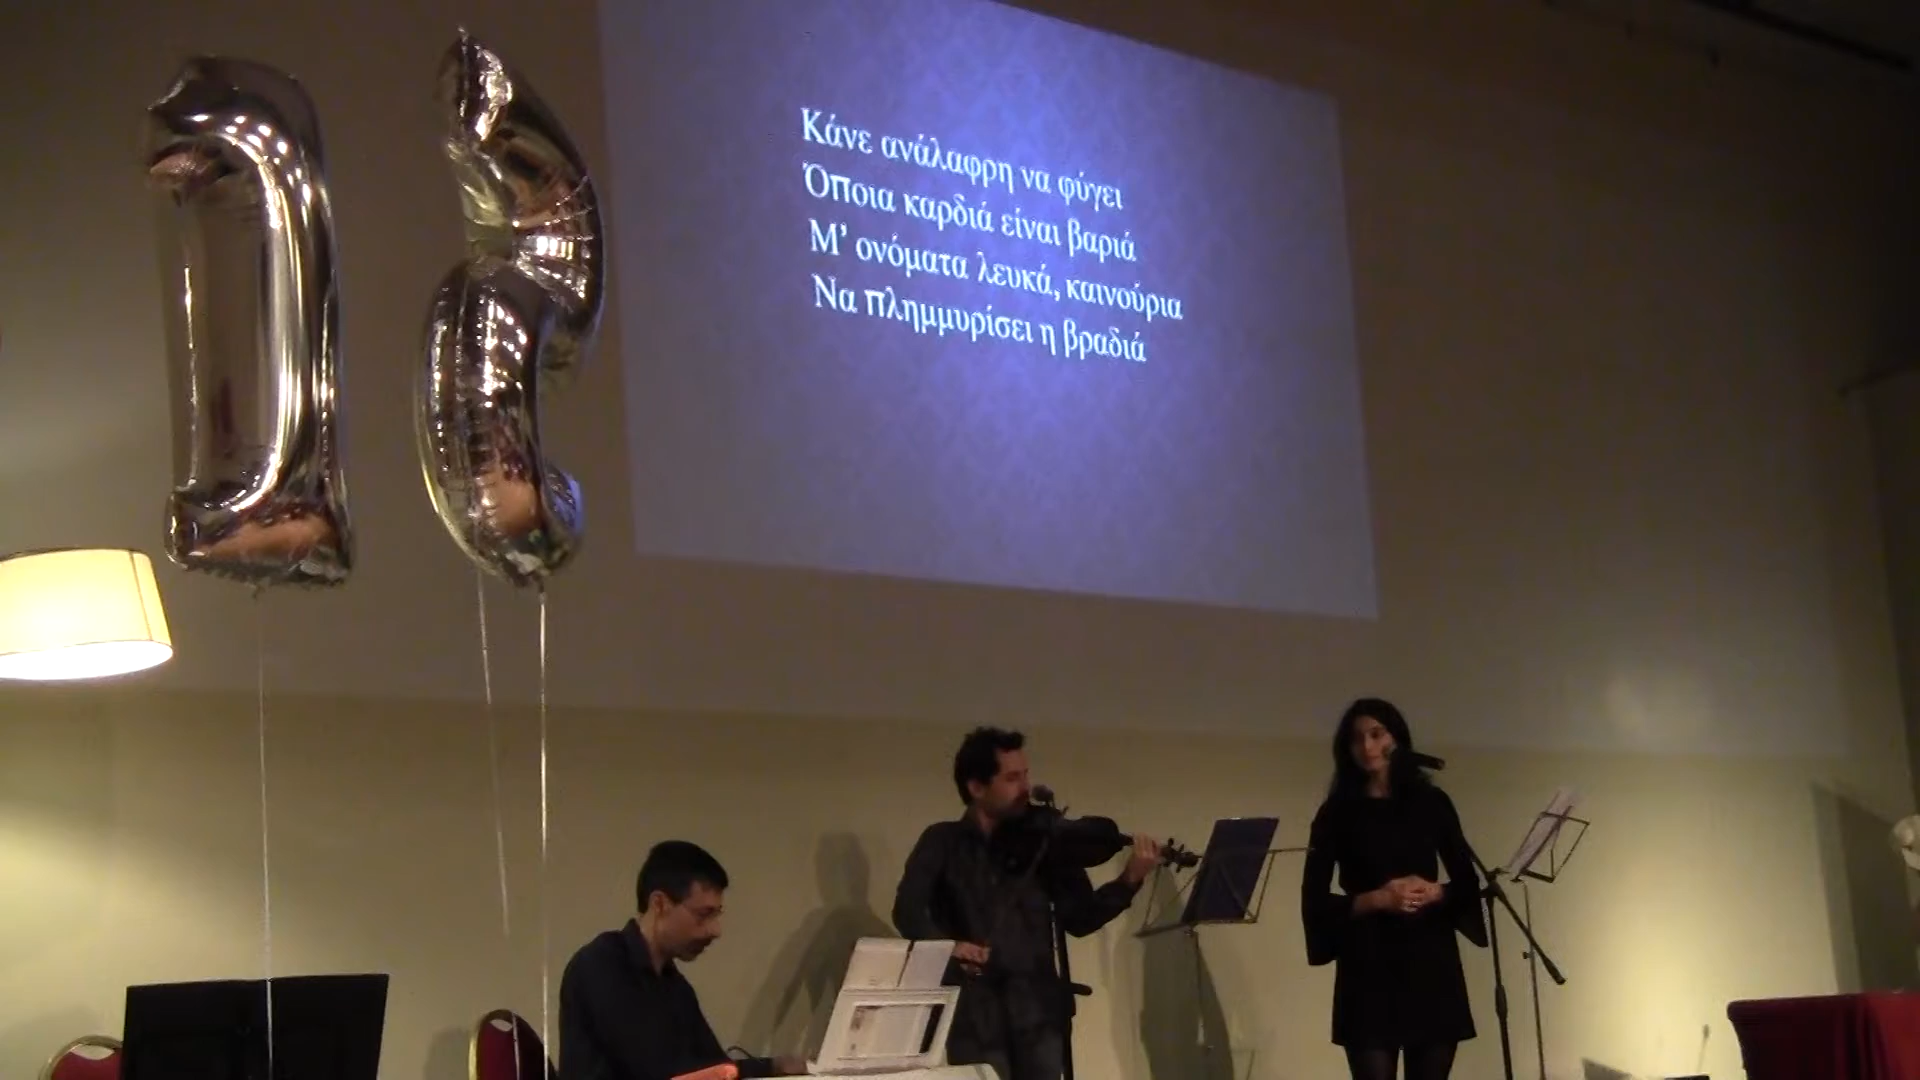 Κάνε ανάλαφρη να φύγει
Όποια καρδιά είναι βαριά
Μ' ονόματα λευκά, καινούρια
Να πλημμυρίσει η βραδιά